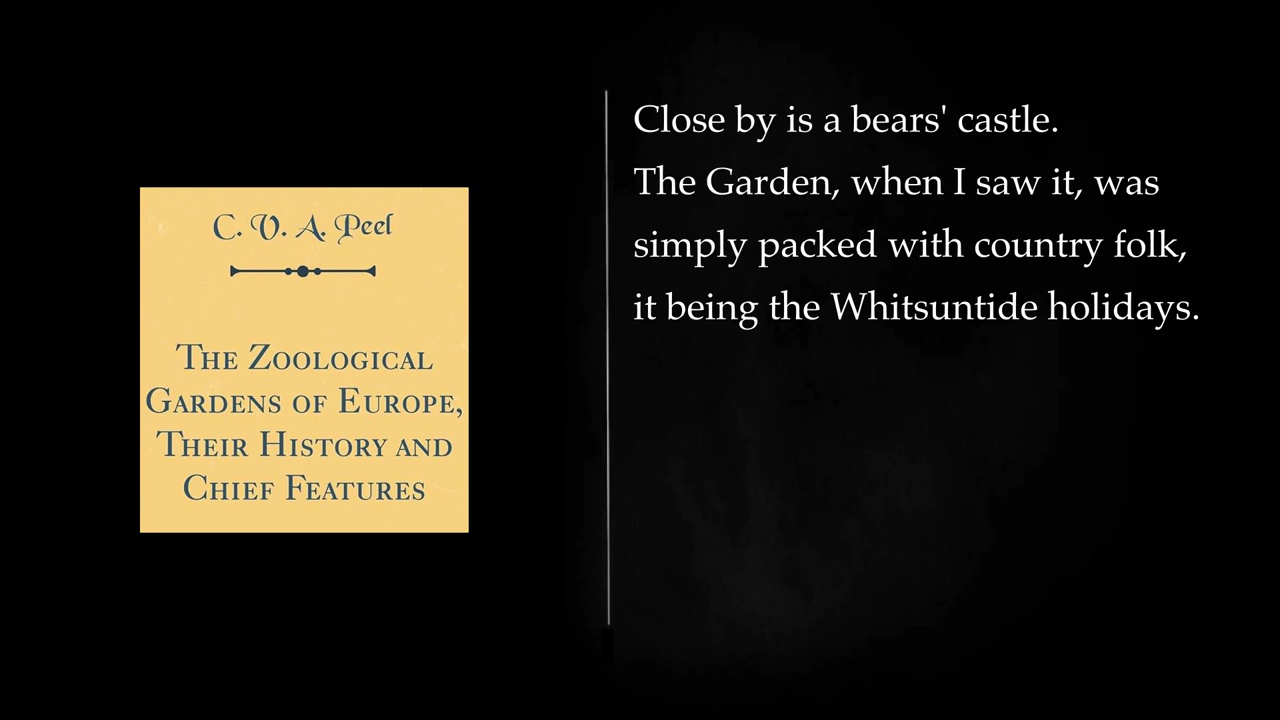 C. V. A. Peel
The Zoological
Gardens of Europe,
Their History and
Chief Features
Close by is a bears' castle.
The Garden, when I saw it, was
simply packed with country folk,
it being the Whitsuntide holidays.